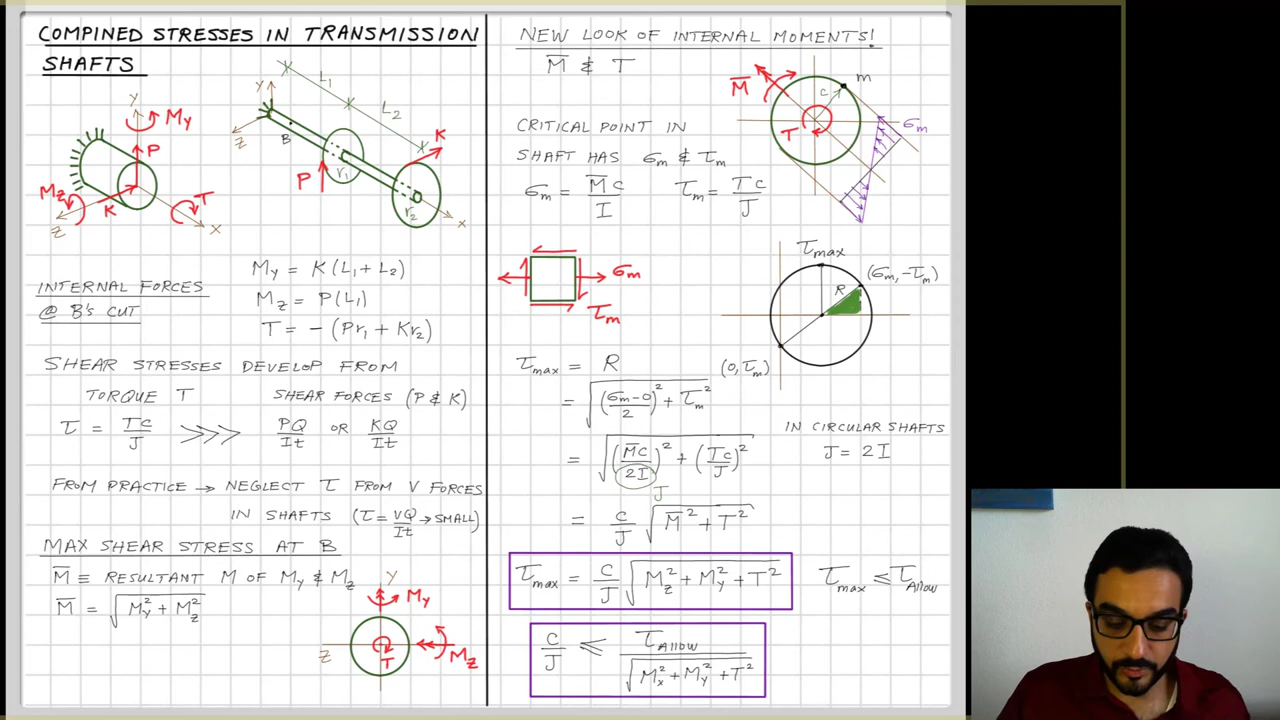 COMPINED STRESSES IN TRANSMISSION
SHAFTS
Y
My
P
Mz
K
T
Z
X
Y
L1
L2
Z
B
K
P
r1
r2
X
INTERNAL FORCES
@ B's CUT
My = K(L1 + L2)
Mz = P(L1)
T = -(Pr1 + Kr2)
SHEAR STRESSES DEVELOP FROM
TORQUE T SHEAR FORCES (P & K)
τ = Tc/J >>>> PQ/It OR KQ/It
FROM PRACTICE → NEGLECT τ FROM V FORCES
IN SHAFTS (τ = VQ/It → SMALL)
MAX SHEAR STRESS AT B
M̅ ≡ RESULTANT M OF My & Mz
M̅ = √(My² + Mz²)
Y
My
Z
T
Mz
NEW LOOK OF INTERNAL MOMENTS!
M̅ & T
M̅
m
c
T
σm
CRITICAL POINT IN
SHAFT HAS σm & τm
σm = M̅c/I τm = Tc/J
σm
τm
τmax
(σm, -τm)
R
(0, τm)
τmax = R
= √(((σm-0)/2)² + τm²)
= √((M̅c/2I)² + (Tc/J)²)
J
IN CIRCULAR SHAFTS
J = 2I
= c/J √(M̅² + T²)
τmax = c/J √(Mz² + My² + T²) τmax ≤ τAllow
c/J ≤ τAllow/√(Mx² + My² + T²)